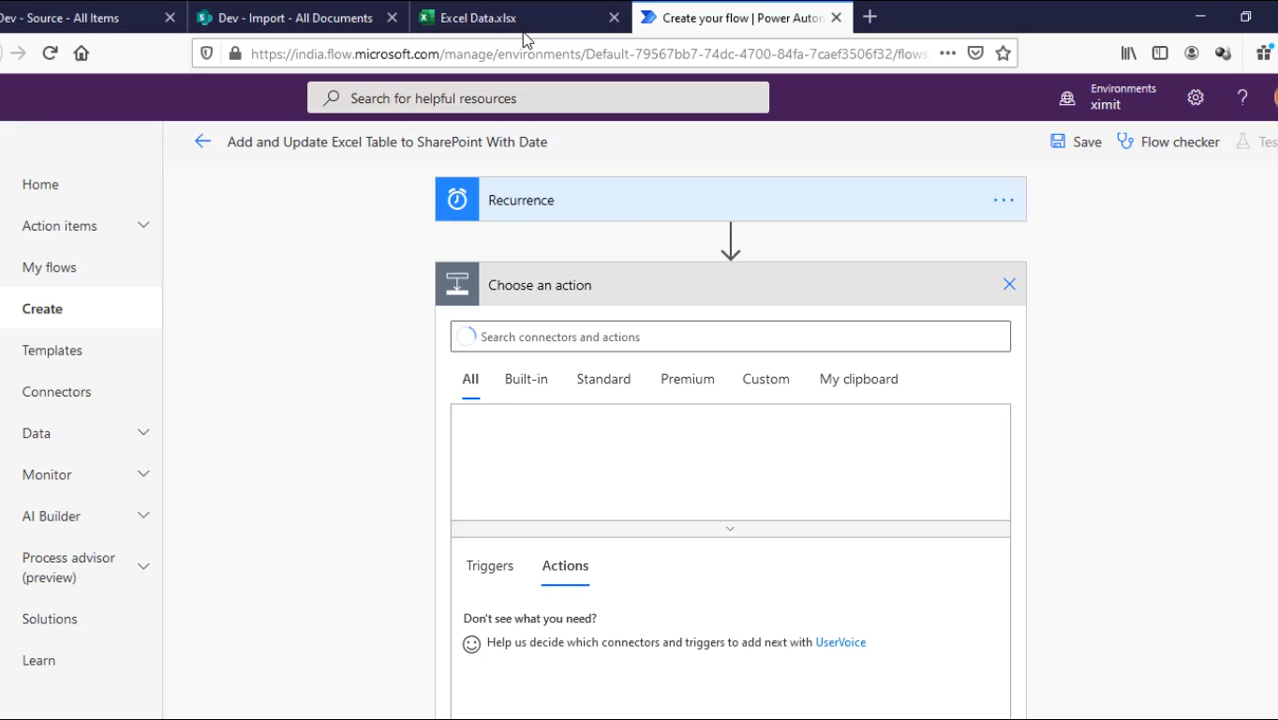 Dev - Source - All Items
Dev - Import - All Documents
Excel Data.xlsx
Create your flow | Power Auton
https://india.flow.microsoft.com/manage/environments/Default-79567bb7-74dc-4700-84fa-7caef3506f32/flows
Search for helpful resources
Environments
ximit
?
Add and Update Excel Table to SharePoint With Date
Save
Flow checker
Tes
Home
Action items
My flows
Create
Templates
Connectors
Data
Monitor
AI Builder
Process advisor
(preview)
Solutions
Learn
Recurrence
Choose an action
Search connectors and actions
All
Built-in
Standard
Premium
Custom
My clipboard
Triggers
Actions
Don't see what you need?
Help us decide which connectors and triggers to add next with UserVoice